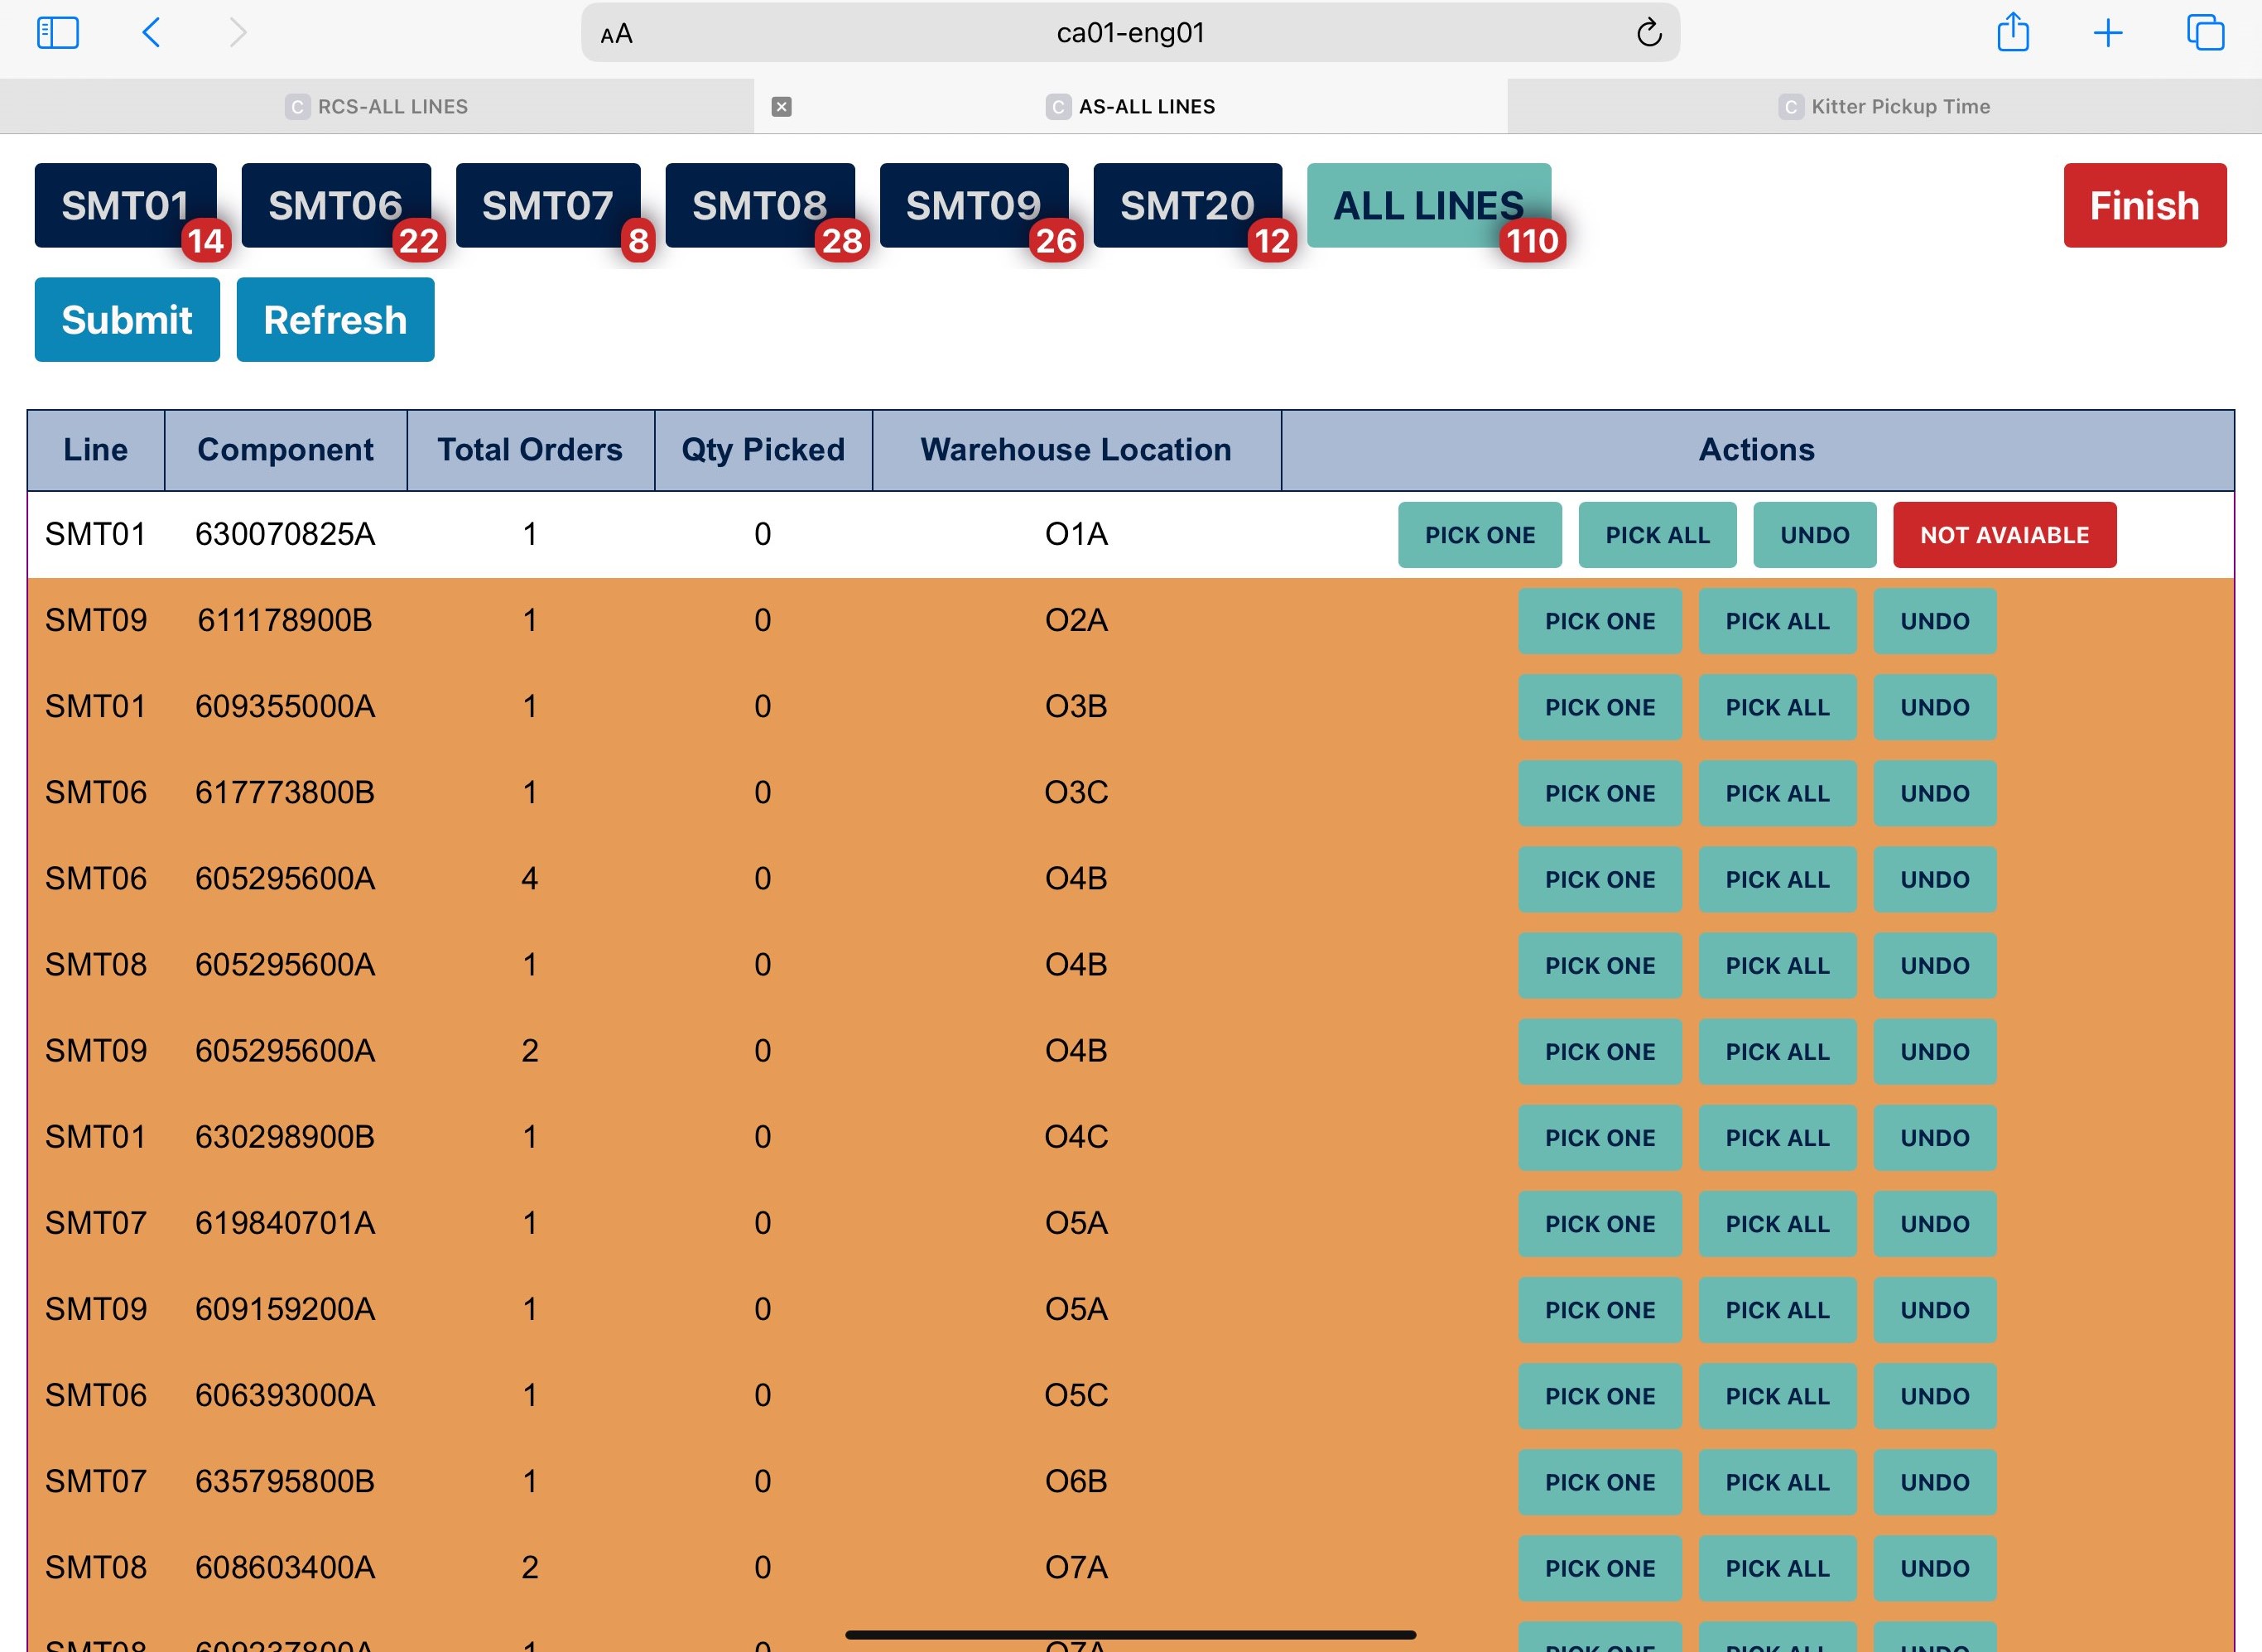 AA ca01-eng01
C RCS-ALL LINES C AS-ALL LINES C Kitter Pickup Time
SMT01 14 SMT06 22 SMT07 8 SMT08 28 SMT09 26 SMT20 12 ALL LINES 110 Finish
Submit Refresh
Line Component Total Orders Qty Picked Warehouse Location Actions
SMT01 630070825A 1 0 O1A PICK ONE PICK ALL UNDO NOT AVAIABLE
SMT09 611178900B 1 0 O2A PICK ONE PICK ALL UNDO
SMT01 609355000A 1 0 O3B PICK ONE PICK ALL UNDO
SMT06 617773800B 1 0 O3C PICK ONE PICK ALL UNDO
SMT06 605295600A 4 0 O4B PICK ONE PICK ALL UNDO
SMT08 605295600A 1 0 O4B PICK ONE PICK ALL UNDO
SMT09 605295600A 2 0 O4B PICK ONE PICK ALL UNDO
SMT01 630298900B 1 0 O4C PICK ONE PICK ALL UNDO
SMT07 619840701A 1 0 O5A PICK ONE PICK ALL UNDO
SMT09 609159200A 1 0 O5A PICK ONE PICK ALL UNDO
SMT06 606393000A 1 0 O5C PICK ONE PICK ALL UNDO
SMT07 635795800B 1 0 O6B PICK ONE PICK ALL UNDO
SMT08 608603400A 2 0 O7A PICK ONE PICK ALL UNDO
SMT08 609237800A 1 0 O7A PICK ONE PICK ALL UNDO